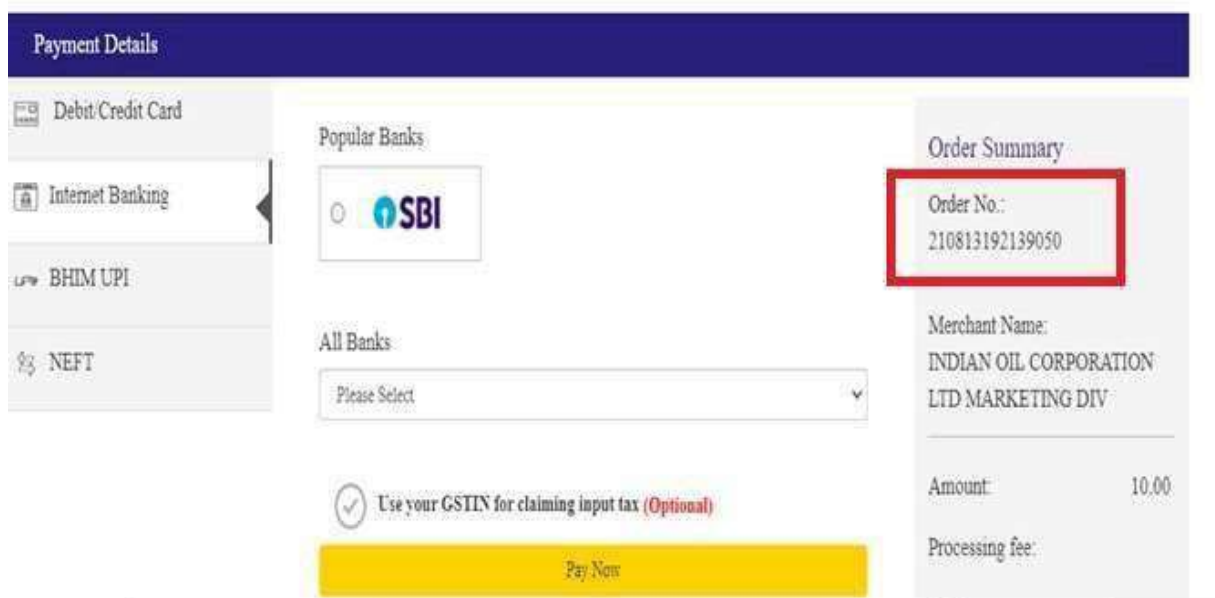 Payment Details
Debit/Credit Card
Internet Banking
BHIM UPI
NEFT
Popular Banks
SBI
All Banks
Please Select
Use your GSTIN for claiming input tax (Optional)
Pay Now
Order Summary
Order No.:
210813192139050
Merchant Name:
INDIAN OIL CORPORATION
LTD MARKETING DIV
Amount: 10.00
Processing fee: